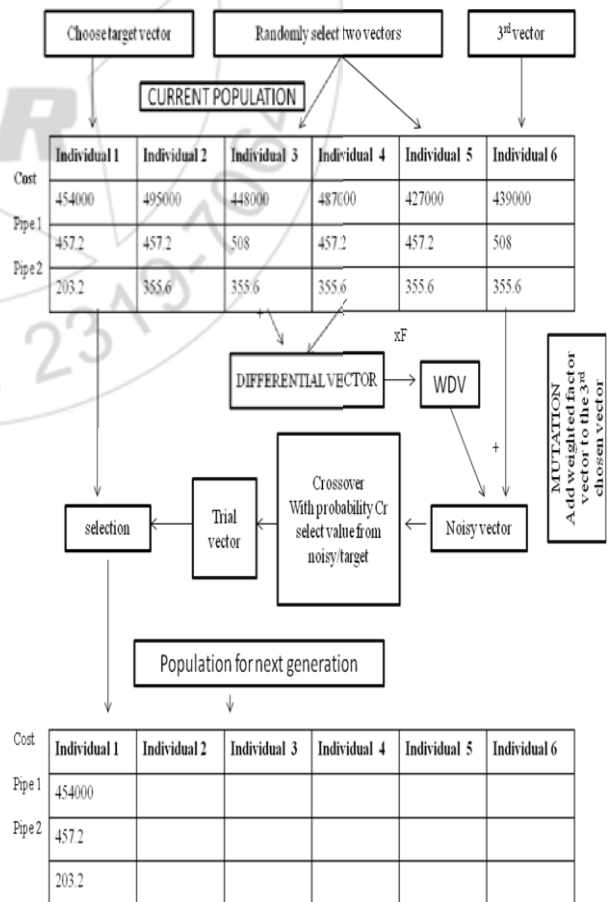 Choose target vector
Randomly select two vectors
3rd vector
CURRENT POPULATION
Individual 1 Individual 2 Individual 3 Individual 4 Individual 5 Individual 6
Cost
454000 495000 448000 487000 427000 439000
Pipe 1
457.2 457.2 508 457.2 457.2 508
Pipe 2
203.2 355.6 355.6 355.6 355.6 355.6
+
xF
DIFFERENTIAL VECTOR
WDV
MUTATION
Add weighted factor
vector to the 3rd
chosen vector
+
selection
Trial
vector
Crossover
With probability Cr
select value from
noisy/target
Noisy vector
Population for next generation
Cost
Individual 1 Individual 2 Individual 3 Individual 4 Individual 5 Individual 6
Pipe 1
454000
Pipe 2
457.2
203.2
R
2319-706